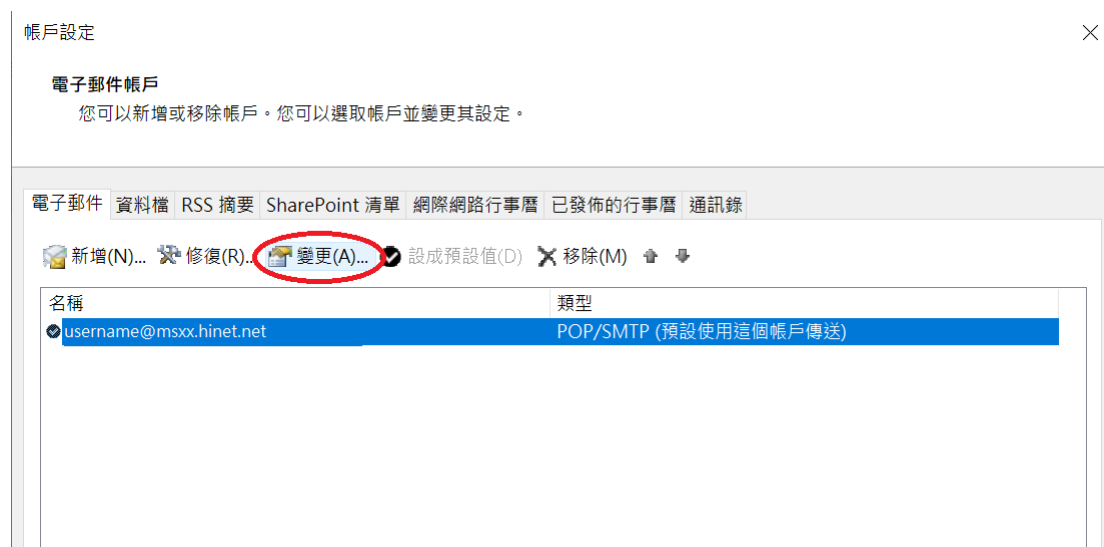 帳戶設定
電子郵件帳戶
您可以新增或移除帳戶。您可以選取帳戶並變更其設定。
電子郵件 資料檔 RSS 摘要 SharePoint 清單 網際網路行事曆 已發佈的行事曆 通訊錄
新增(N)... 修復(R)... 變更(A)... 設成預設值(D) 移除(M)
名稱 類型
username@msxx.hinet.net POP/SMTP (預設使用這個帳戶傳送)